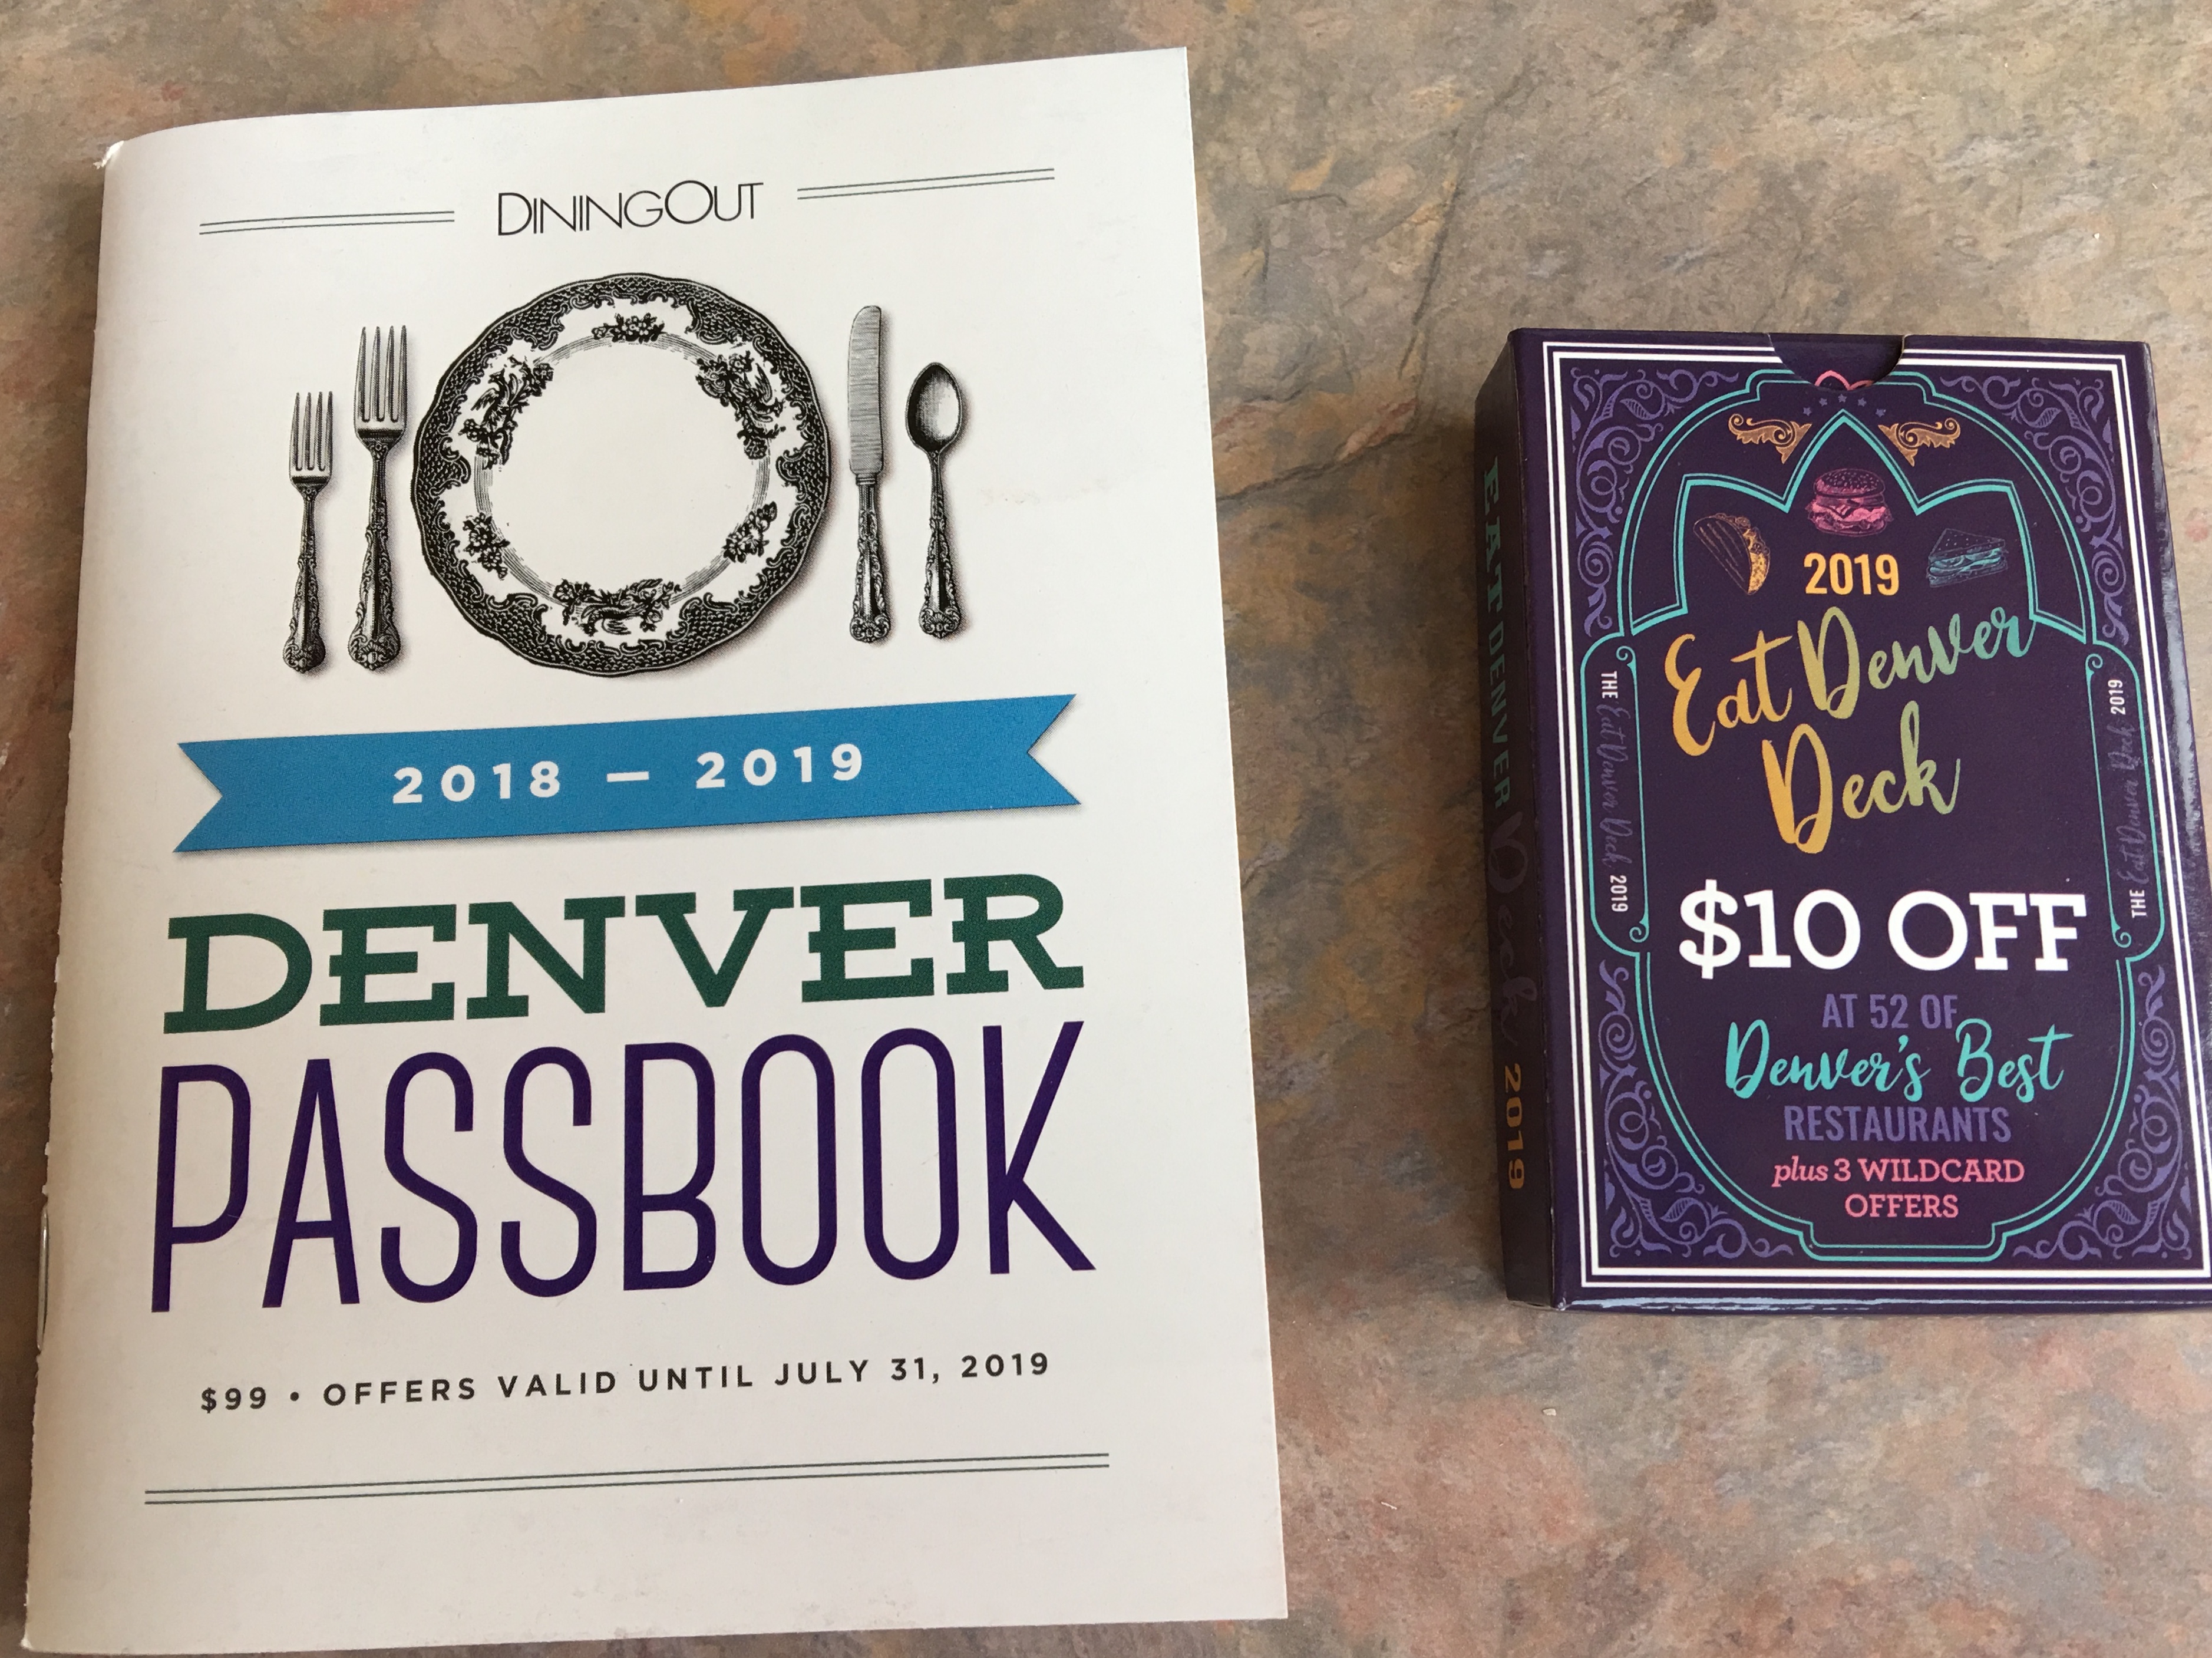 DININGOUT
2018 — 2019
DENVER
PASSBOOK
$99 • OFFERS VALID UNTIL JULY 31, 2019
EAT DENVER Deck 2019
2019
Eat Denver
Deck
THE Eat Denver Deck 2019
THE Eat Denver Deck 2019
$10 OFF
AT 52 OF
Denver's Best
RESTAURANTS
plus 3 WILDCARD
OFFERS